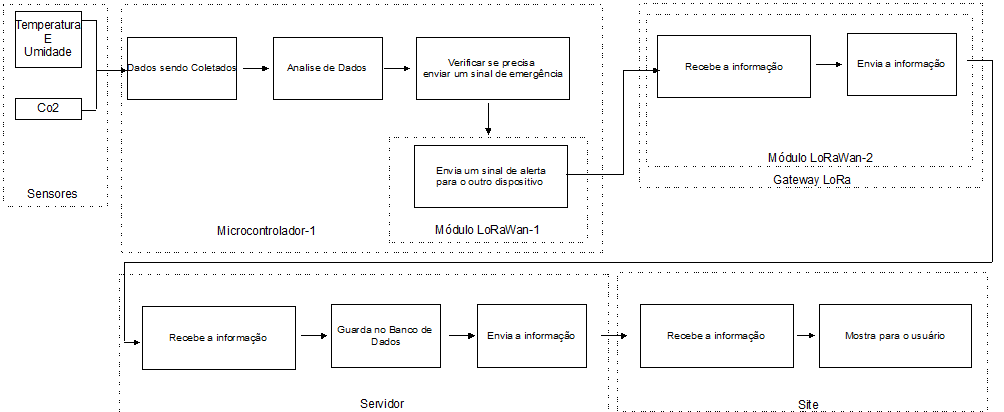 Temperatura
E
Umidade
Co2
Sensores
Dados sendo Coletados
Analise de Dados
Verificar se precisa
enviar um sinal de emergência
Envia um sinal de alerta
para o outro dispositivo
Módulo LoRaWan-1
Microcontrolador-1
Recebe a informação
Envia a informação
Módulo LoRaWan-2
Gateway LoRa
Recebe a informação
Guarda no Banco de
Dados
Envia a informação
Servidor
Recebe a informação
Mostra para o usuário
Site